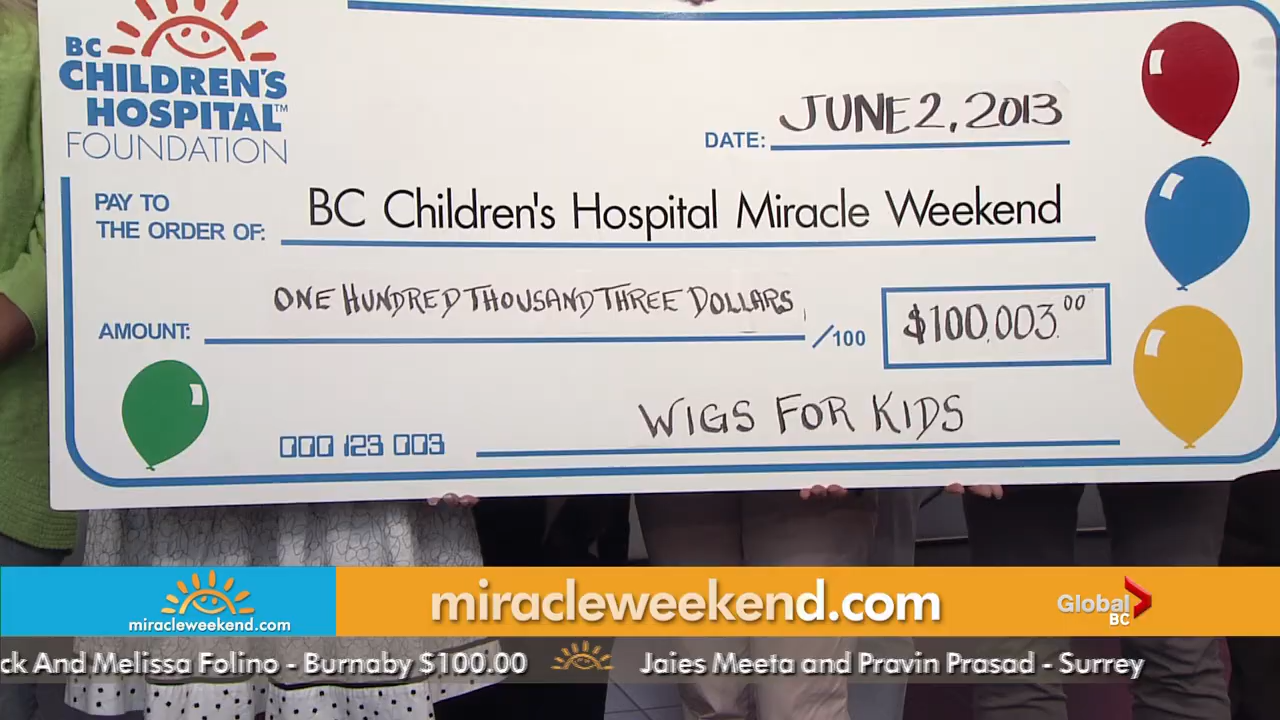 BC
CHILDREN'S
HOSPITAL™
FOUNDATION
DATE: JUNE 2, 2013
PAY TO
THE ORDER OF: BC Children's Hospital Miracle Weekend
AMOUNT: ONE HUNDRED THOUSAND THREE DOLLARS /100 $100,003.00
000 123 003 WIGS FOR KIDS
miracleweekend.com
miracleweekend.com
Global
BC
ck And Melissa Folino - Burnaby $100.00 Jaies Meeta and Pravin Prasad - Surrey